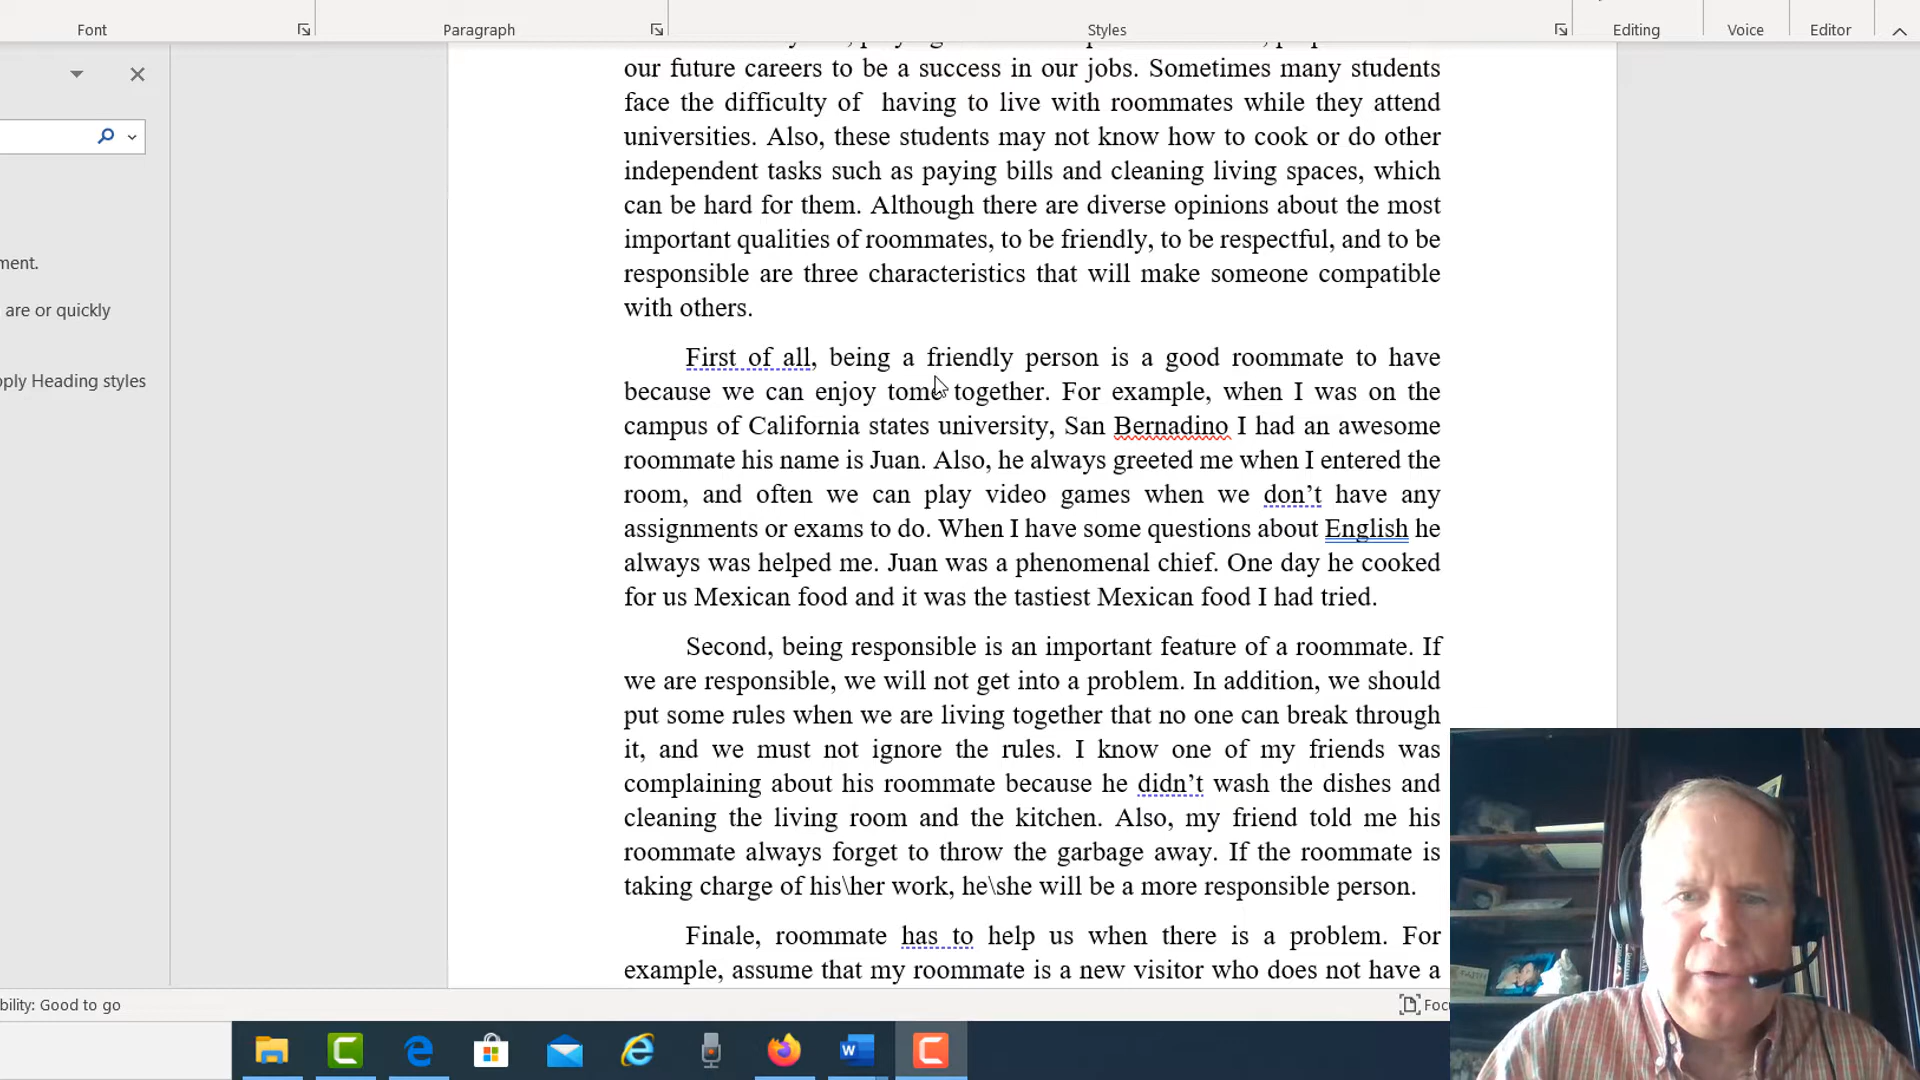 Font
Paragraph
Styles
Editing
Voice
Editor
our future careers to be a success in our jobs. Sometimes many students
face the difficulty of having to live with roommates while they attend
universities. Also, these students may not know how to cook or do other
independent tasks such as paying bills and cleaning living spaces, which
can be hard for them. Although there are diverse opinions about the most
important qualities of roommates, to be friendly, to be respectful, and to be
responsible are three characteristics that will make someone compatible
with others.
ment.
are or quickly
pply Heading styles
First of all, being a friendly person is a good roommate to have
because we can enjoy tome together. For example, when I was on the
campus of California states university, San Bernadino I had an awesome
roommate his name is Juan. Also, he always greeted me when I entered the
room, and often we can play video games when we don’t have any
assignments or exams to do. When I have some questions about English he
always was helped me. Juan was a phenomenal chief. One day he cooked
for us Mexican food and it was the tastiest Mexican food I had tried.
Second, being responsible is an important feature of a roommate. If
we are responsible, we will not get into a problem. In addition, we should
put some rules when we are living together that no one can break through
it, and we must not ignore the rules. I know one of my friends was
complaining about his roommate because he didn’t wash the dishes and
cleaning the living room and the kitchen. Also, my friend told me his
roommate always forget to throw the garbage away. If the roommate is
taking charge of his\her work, he\she will be a more responsible person.
Finale, roommate has to help us when there is a problem. For
example, assume that my roommate is a new visitor who does not have a
bility: Good to go
Foc